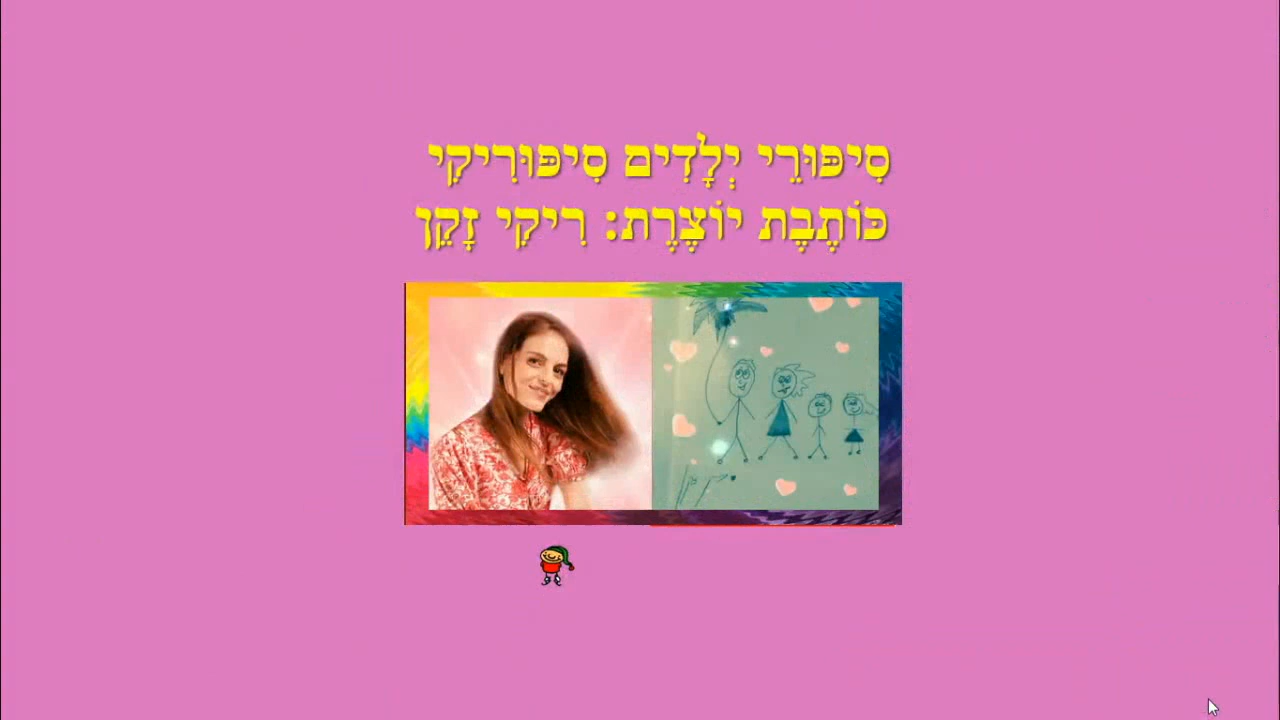 סִיפּוּרֵי יְלָדִים סִיפּוּרִיקִי
כּוֹתֶבֶת יוֹצֶרֶת: רִיקִי זָקֵן